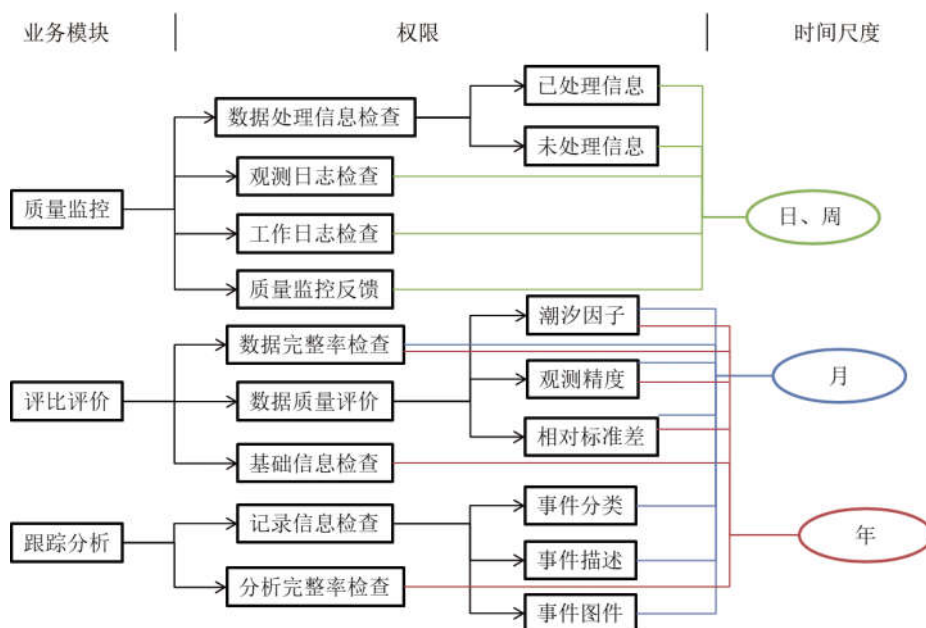 业务模块
权限
时间尺度
已处理信息
数据处理信息检查
未处理信息
观测日志检查
质量监控
日、周
工作日志检查
质量监控反馈
潮汐因子
数据完整率检查
观测精度
月
评比评价
数据质量评价
相对标准差
基础信息检查
事件分类
记录信息检查
年
跟踪分析
事件描述
分析完整率检查
事件图件